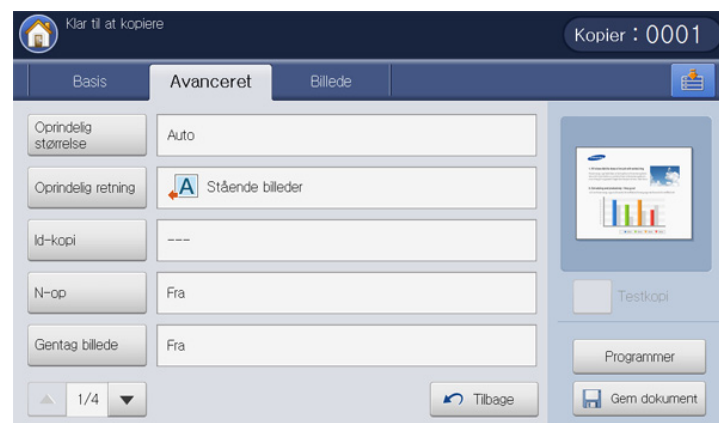 Klar til at kopiere
Kopier : 0001
Basis
Avanceret
Billede
Oprindelig
størrelse
Auto
Oprindelig retning
A
Stående billeder
Id-kopi
---
N-op
Fra
Testkopi
Gentag billede
Fra
Programmer
1/4
Tilbage
Gem dokument